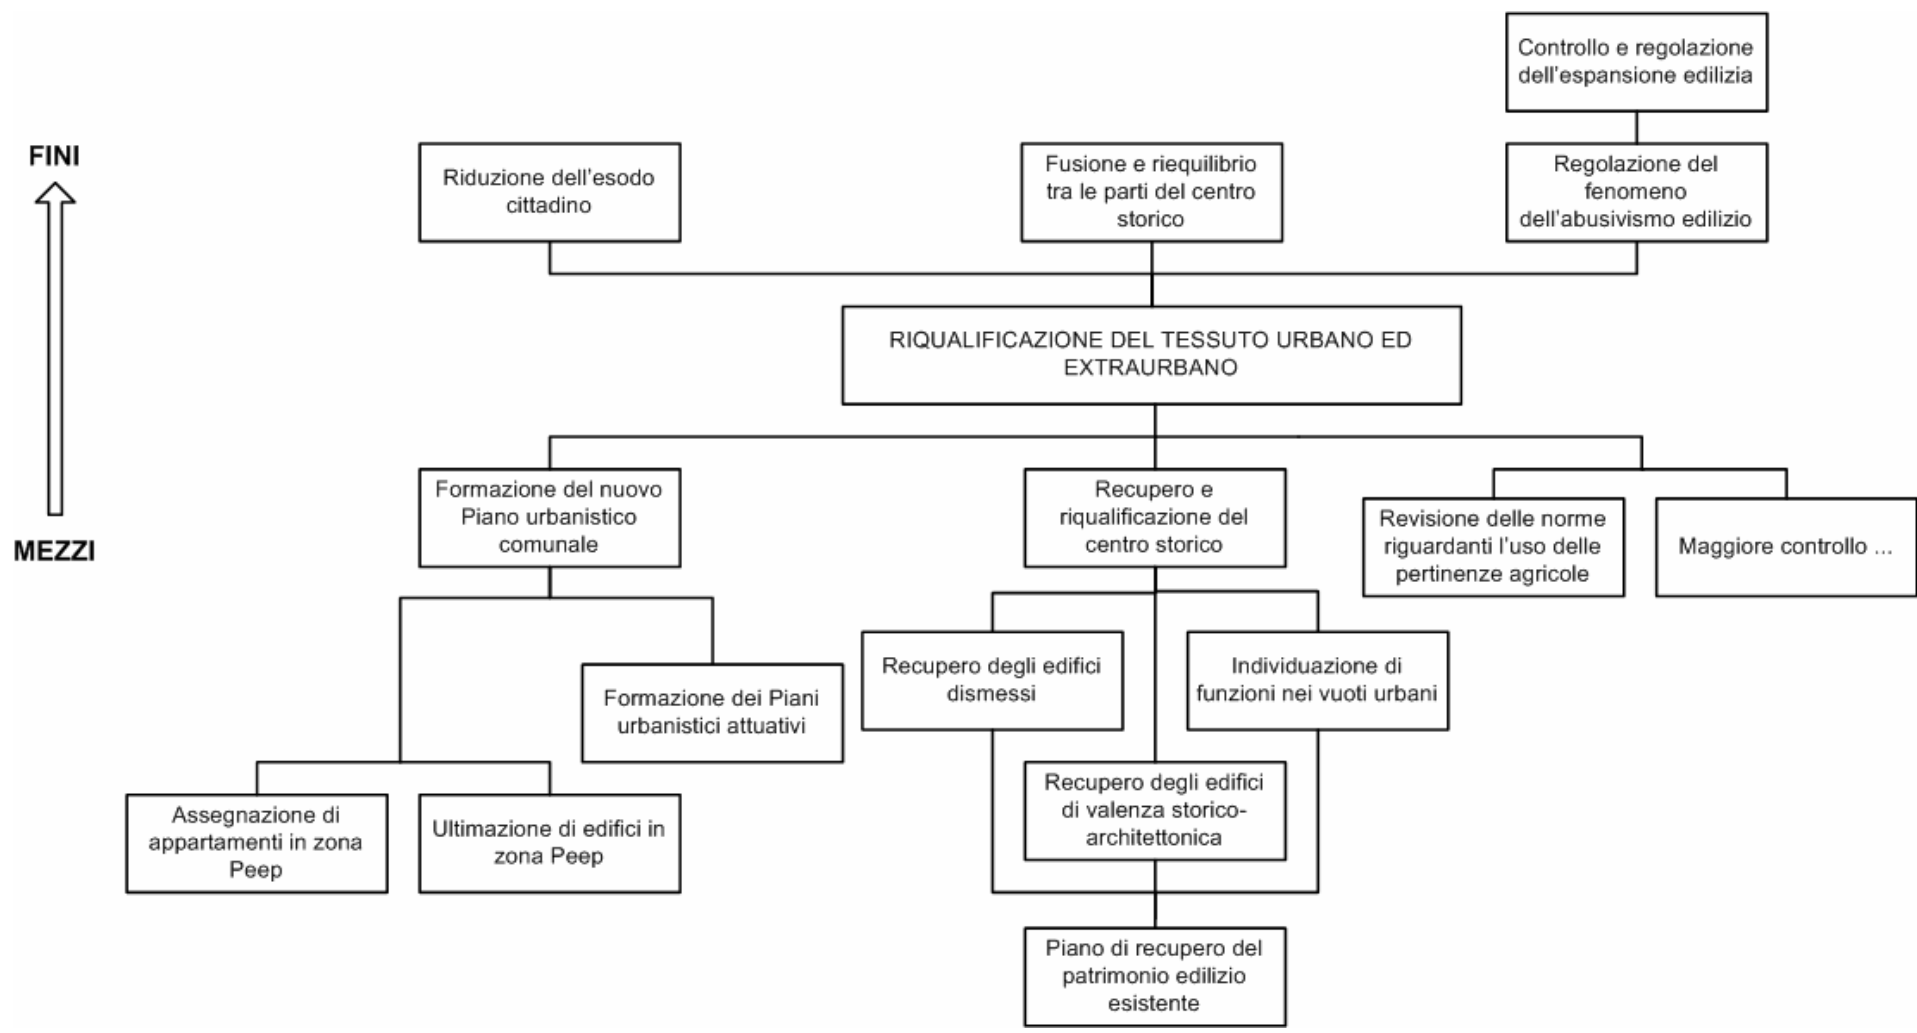 Controllo e regolazione
dell'espansione edilizia
FINI
Riduzione dell'esodo
cittadino
Fusione e riequilibrio
tra le parti del centro
storico
Regolazione del
fenomeno
dell'abusivismo edilizio
RIQUALIFICAZIONE DEL TESSUTO URBANO ED
EXTRAURBANO
MEZZI
Formazione del nuovo
Piano urbanistico
comunale
Recupero e
riqualificazione del
centro storico
Revisione delle norme
riguardanti l'uso delle
pertinenze agricole
Maggiore controllo ...
Formazione dei Piani
urbanistici attuativi
Recupero degli edifici
dismessi
Individuazione di
funzioni nei vuoti urbani
Assegnazione di
appartamenti in zona
Peep
Ultimazione di edifici in
zona Peep
Recupero degli edifici
di valenza storico-
architettonica
Piano di recupero del
patrimonio edilizio
esistente